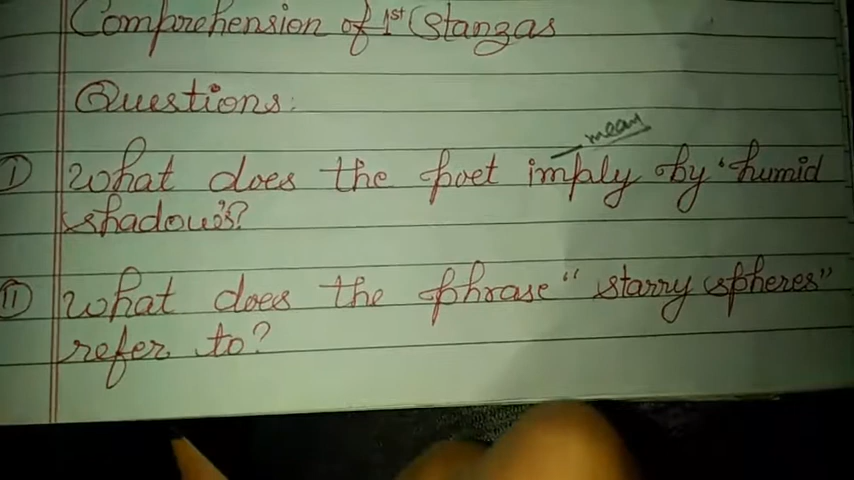 Comprehension of 1st Stanzas
Questions:
mean
I What does the poet imply by 'humid
shadows'?
II What does the phrase "starry spheres"
refer to?